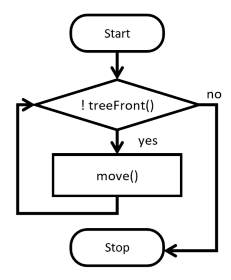 Start
! treeFront()
no
yes
move()
Stop